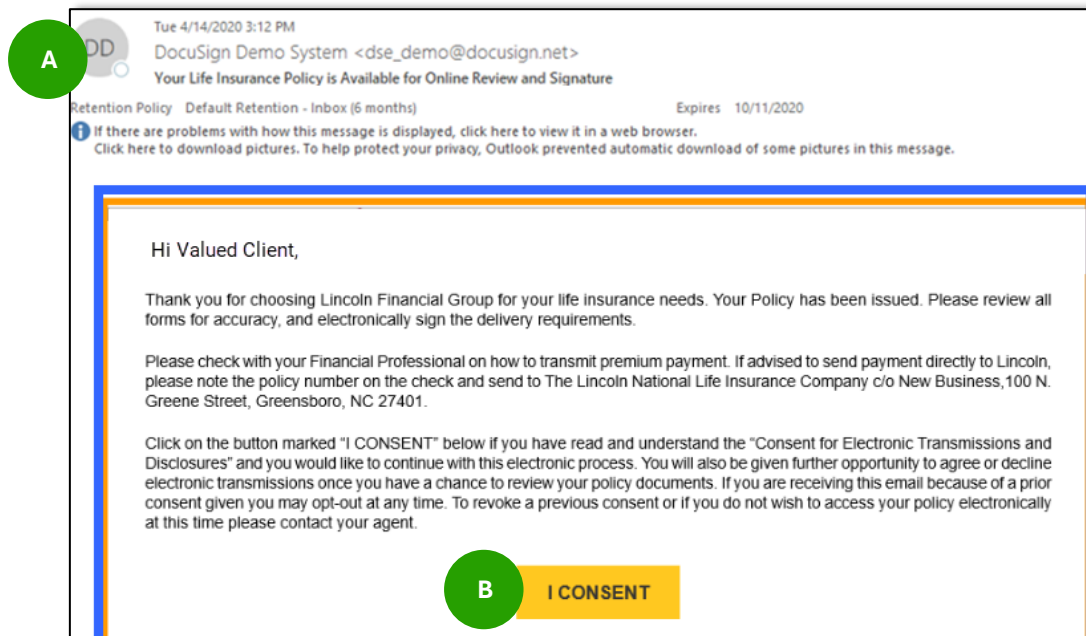 Tue 4/14/2020 3:12 PM
A
DD
DocuSign Demo System <dse_demo@docusign.net>
Your Life Insurance Policy is Available for Online Review and Signature
Retention Policy Default Retention - Inbox (6 months) Expires 10/11/2020
If there are problems with how this message is displayed, click here to view it in a web browser.
Click here to download pictures. To help protect your privacy, Outlook prevented automatic download of some pictures in this message.
Hi Valued Client,
Thank you for choosing Lincoln Financial Group for your life insurance needs. Your Policy has been issued. Please review all
forms for accuracy, and electronically sign the delivery requirements.
Please check with your Financial Professional on how to transmit premium payment. If advised to send payment directly to Lincoln,
please note the policy number on the check and send to The Lincoln National Life Insurance Company c/o New Business,100 N.
Greene Street, Greensboro, NC 27401.
Click on the button marked “I CONSENT” below if you have read and understand the “Consent for Electronic Transmissions and
Disclosures” and you would like to continue with this electronic process. You will also be given further opportunity to agree or decline
electronic transmissions once you have a chance to review your policy documents. If you are receiving this email because of a prior
consent given you may opt-out at any time. To revoke a previous consent or if you do not wish to access your policy electronically
at this time please contact your agent.
B
I CONSENT